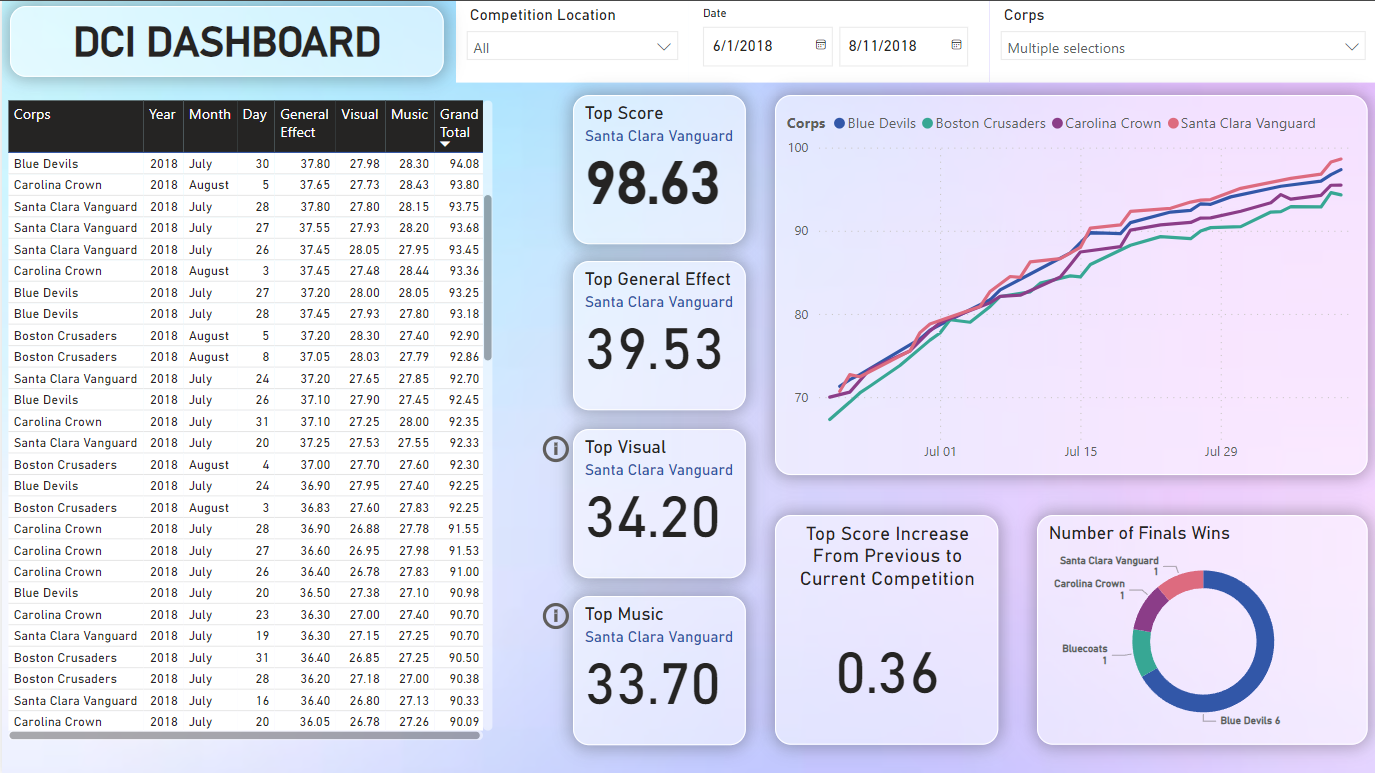 DCI DASHBOARD
Competition Location
All
Date
6/1/2018 8/11/2018
Corps
Multiple selections
Corps Year Month Day General Effect Visual Music Grand Total
Blue Devils 2018 July 30 37.80 27.98 28.30 94.08
Carolina Crown 2018 August 5 37.65 27.73 28.43 93.80
Santa Clara Vanguard 2018 July 28 37.80 27.80 28.15 93.75
Santa Clara Vanguard 2018 July 27 37.55 27.93 28.20 93.68
Santa Clara Vanguard 2018 July 26 37.45 28.05 27.95 93.45
Carolina Crown 2018 August 3 37.45 27.48 28.44 93.36
Blue Devils 2018 July 27 37.20 28.00 28.05 93.25
Blue Devils 2018 July 28 37.45 27.93 27.80 93.18
Boston Crusaders 2018 August 5 37.20 28.30 27.40 92.90
Boston Crusaders 2018 August 8 37.05 28.03 27.79 92.86
Santa Clara Vanguard 2018 July 24 37.20 27.65 27.85 92.70
Blue Devils 2018 July 26 37.10 27.90 27.45 92.45
Carolina Crown 2018 July 31 37.10 27.25 28.00 92.35
Santa Clara Vanguard 2018 July 20 37.25 27.53 27.55 92.33
Boston Crusaders 2018 August 4 37.00 27.70 27.60 92.30
Blue Devils 2018 July 24 36.90 27.95 27.40 92.25
Boston Crusaders 2018 August 3 36.83 27.60 27.83 92.25
Carolina Crown 2018 July 28 36.90 26.88 27.78 91.55
Carolina Crown 2018 July 27 36.60 26.95 27.98 91.53
Carolina Crown 2018 July 26 36.40 26.78 27.83 91.00
Blue Devils 2018 July 20 36.50 27.38 27.10 90.98
Carolina Crown 2018 July 23 36.30 27.00 27.40 90.70
Santa Clara Vanguard 2018 July 19 36.30 27.15 27.25 90.70
Boston Crusaders 2018 July 31 36.40 26.85 27.25 90.50
Boston Crusaders 2018 July 28 36.20 27.18 27.00 90.38
Santa Clara Vanguard 2018 July 16 36.40 26.80 27.13 90.33
Carolina Crown 2018 July 20 36.05 26.78 27.26 90.09
Top Score
Santa Clara Vanguard
98.63
Top General Effect
Santa Clara Vanguard
39.53
Top Visual
Santa Clara Vanguard
34.20
Top Music
Santa Clara Vanguard
33.70
Corps Blue Devils Boston Crusaders Carolina Crown Santa Clara Vanguard
100
90
80
70
Jul 01 Jul 15 Jul 29
Top Score Increase
From Previous to
Current Competition
0.36
Number of Finals Wins
Santa Clara Vanguard
1
Carolina Crown
1
Bluecoats
1
Blue Devils 6